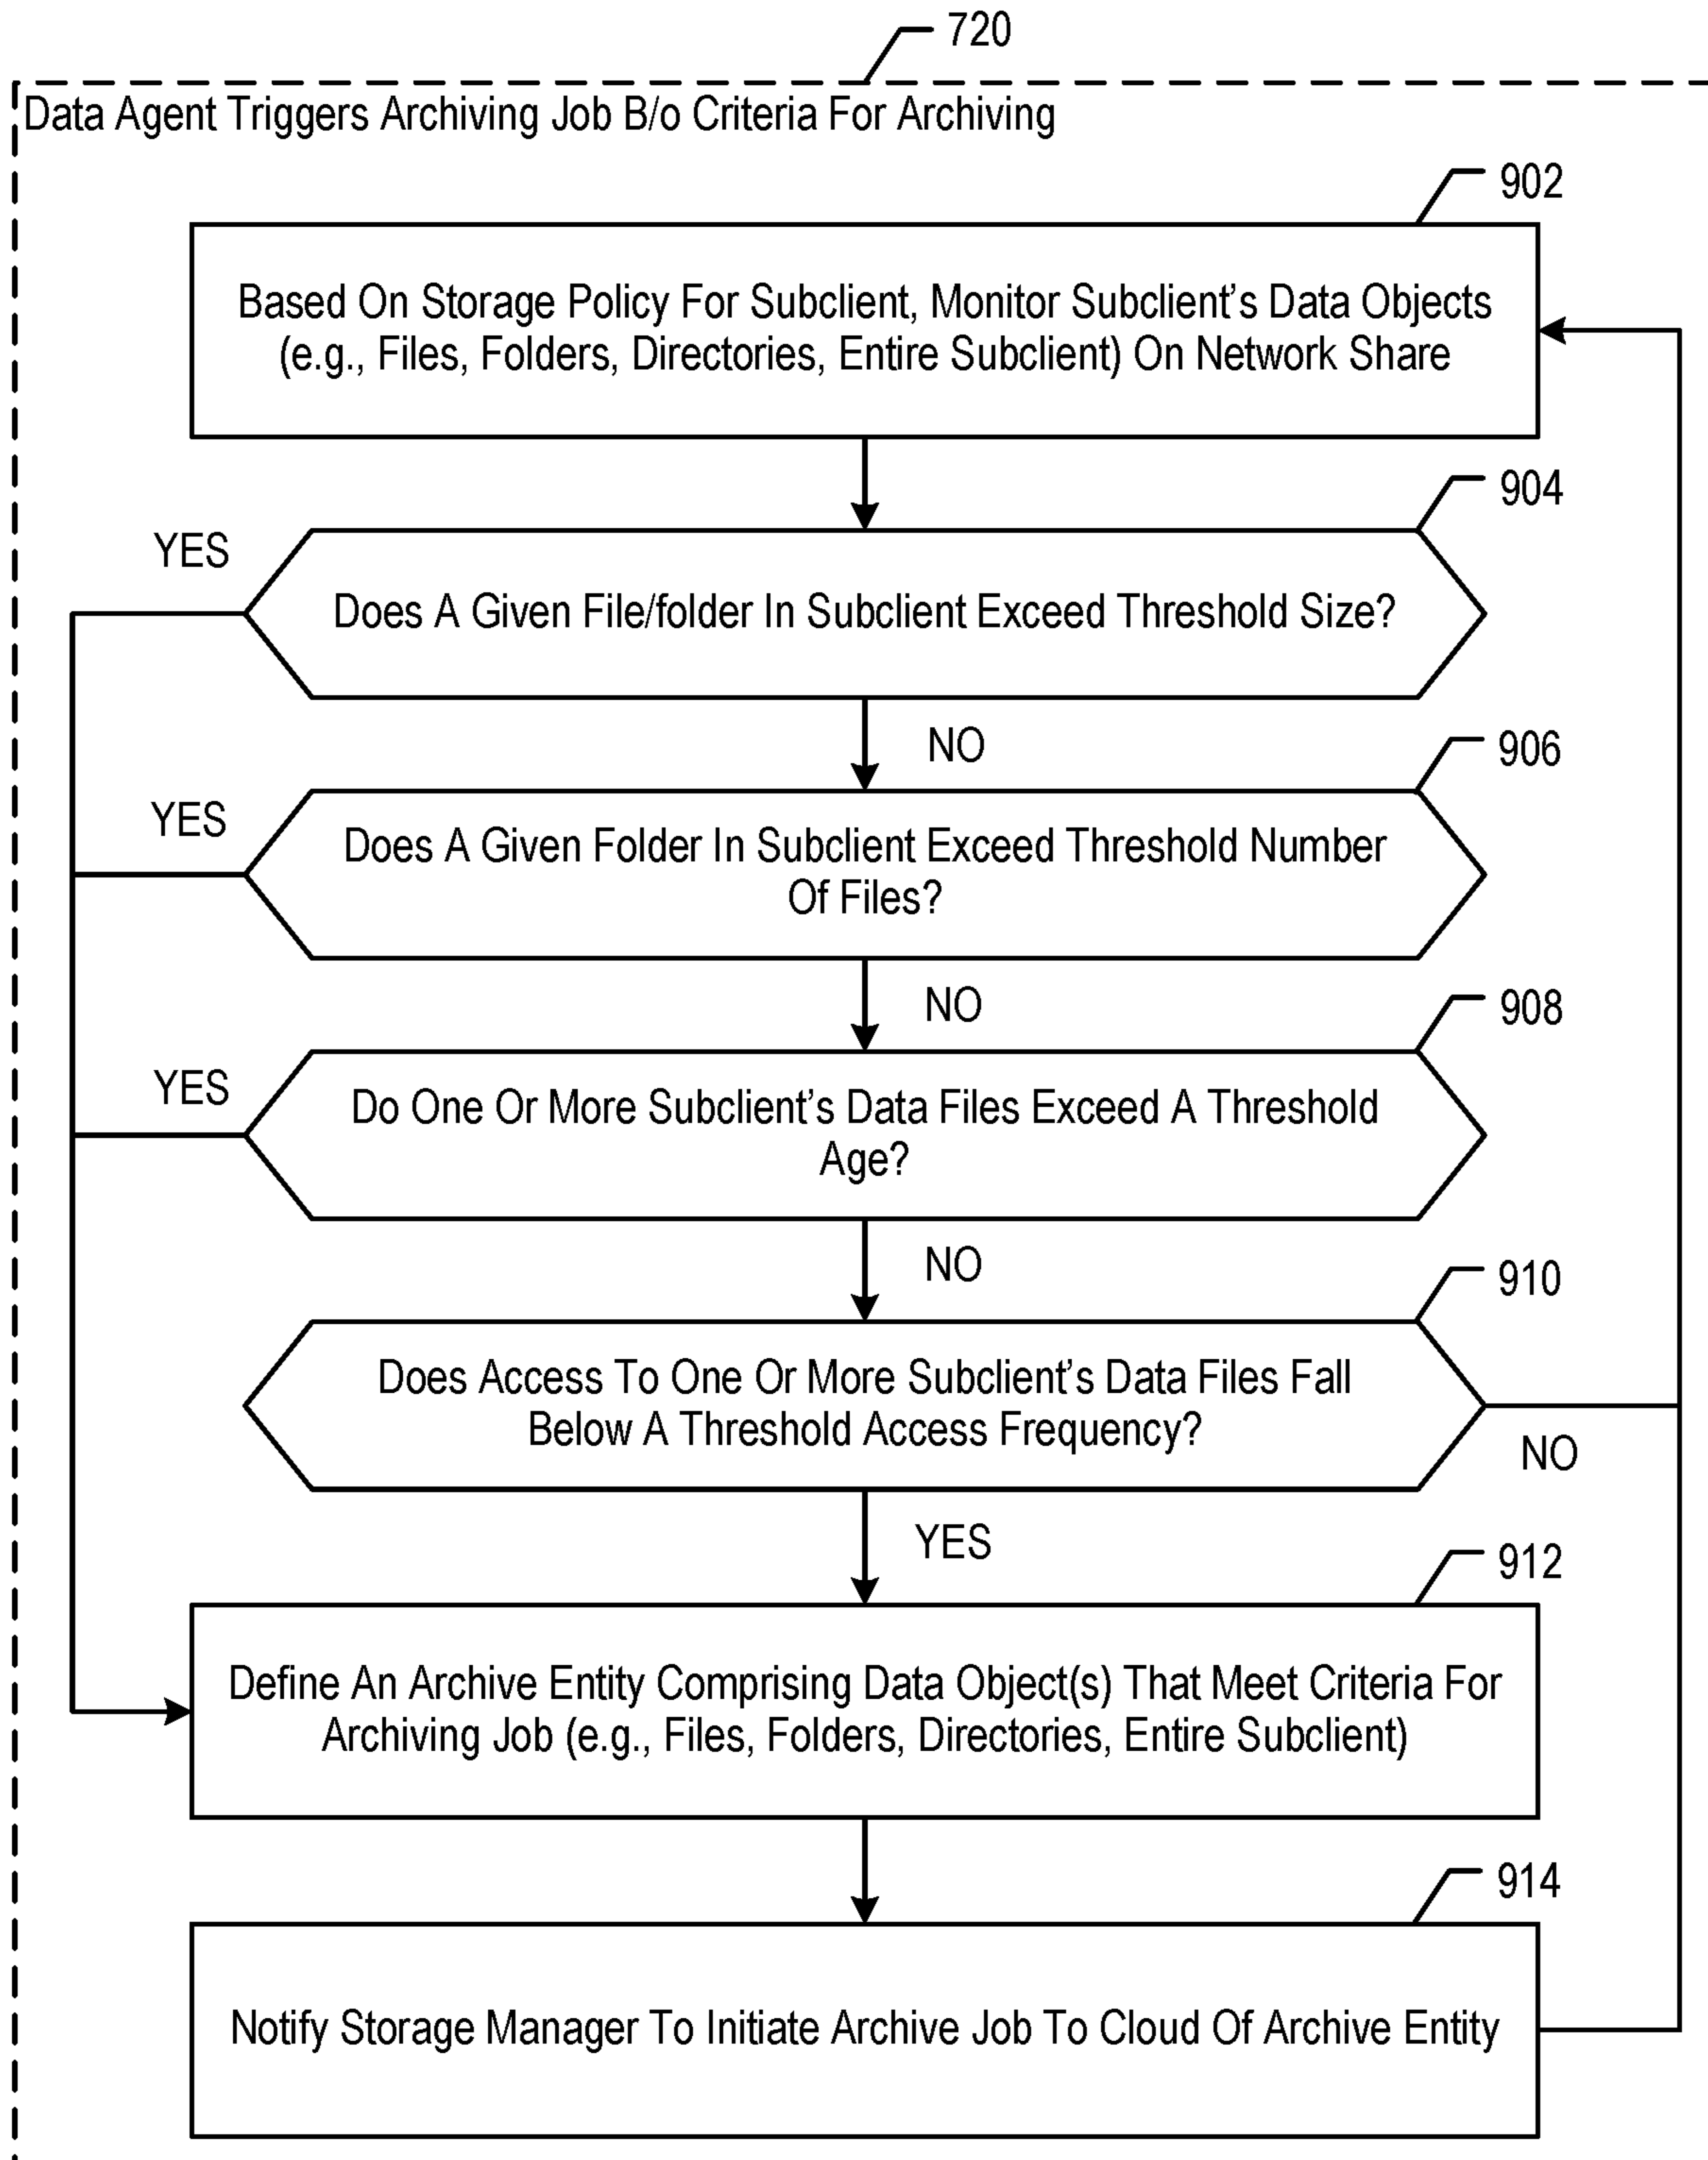 720
Data Agent Triggers Archiving Job B/o Criteria For Archiving
902
Based On Storage Policy For Subclient, Monitor Subclient's Data Objects
(e.g., Files, Folders, Directories, Entire Subclient) On Network Share
904
YES
Does A Given File/folder In Subclient Exceed Threshold Size?
NO
906
YES
Does A Given Folder In Subclient Exceed Threshold Number
Of Files?
NO
908
YES
Do One Or More Subclient's Data Files Exceed A Threshold
Age?
NO
910
Does Access To One Or More Subclient's Data Files Fall
Below A Threshold Access Frequency?
NO
YES
912
Define An Archive Entity Comprising Data Object(s) That Meet Criteria For
Archiving Job (e.g., Files, Folders, Directories, Entire Subclient)
914
Notify Storage Manager To Initiate Archive Job To Cloud Of Archive Entity